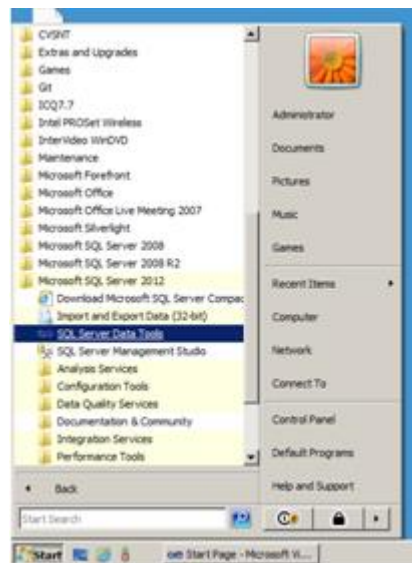 CVSNT
Extras and Upgrades
Games
Git
ICQ7.7
Intel PROSet Wireless
InterVideo WinDVD
Maintenance
Microsoft Forefront
Microsoft Office
Microsoft Office Live Meeting 2007
Microsoft Silverlight
Microsoft SQL Server 2008
Microsoft SQL Server 2008 R2
Microsoft SQL Server 2012
Download Microsoft SQL Server Compac
Import and Export Data (32-bit)
SQL Server Data Tools
SQL Server Management Studio
Analysis Services
Configuration Tools
Data Quality Services
Documentation & Community
Integration Services
Performance Tools
Back
Start Search
Administrator
Documents
Pictures
Music
Games
Recent Items
Computer
Network
Connect To
Control Panel
Default Programs
Help and Support
Start
Start Page - Microsoft Vi...